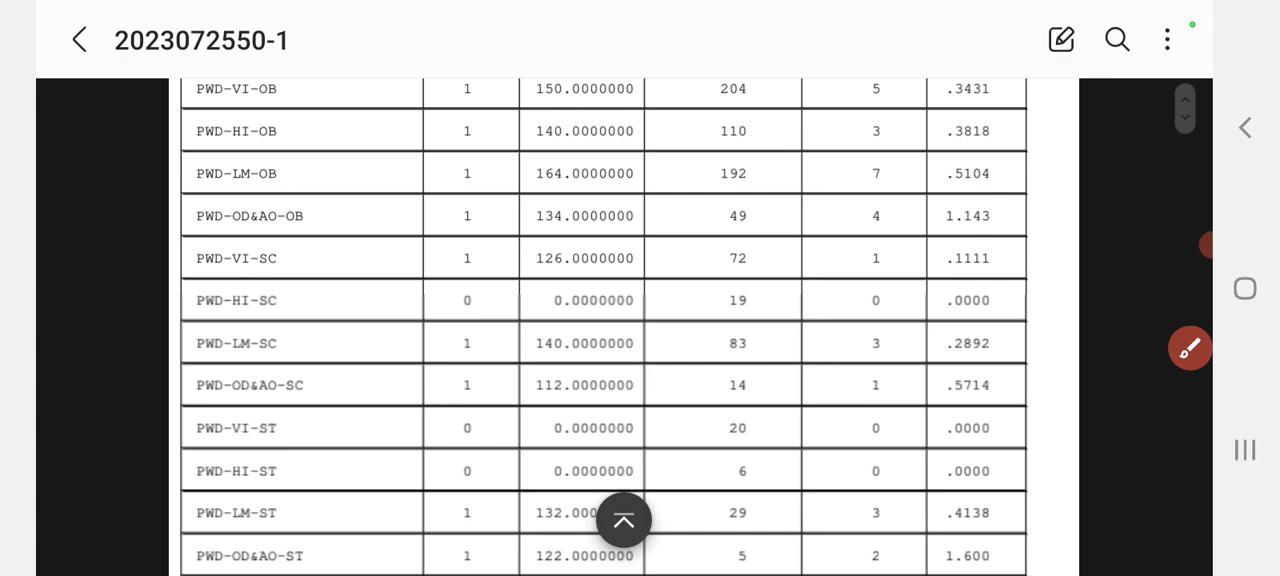 2023072550-1
PWD-VI-OB 1 150.0000000 204 5 .3431
PWD-HI-OB 1 140.0000000 110 3 .3818
PWD-LM-OB 1 164.0000000 192 7 .5104
PWD-OD&AO-OB 1 134.0000000 49 4 1.143
PWD-VI-SC 1 126.0000000 72 1 .1111
PWD-HI-SC 0 0.0000000 19 0 .0000
PWD-LM-SC 1 140.0000000 83 3 .2892
PWD-OD&AO-SC 1 112.0000000 14 1 .5714
PWD-VI-ST 0 0.0000000 20 0 .0000
PWD-HI-ST 0 0.0000000 6 0 .0000
PWD-LM-ST 1 132.000 29 3 .4138
PWD-OD&AO-ST 1 122.0000000 5 2 1.600